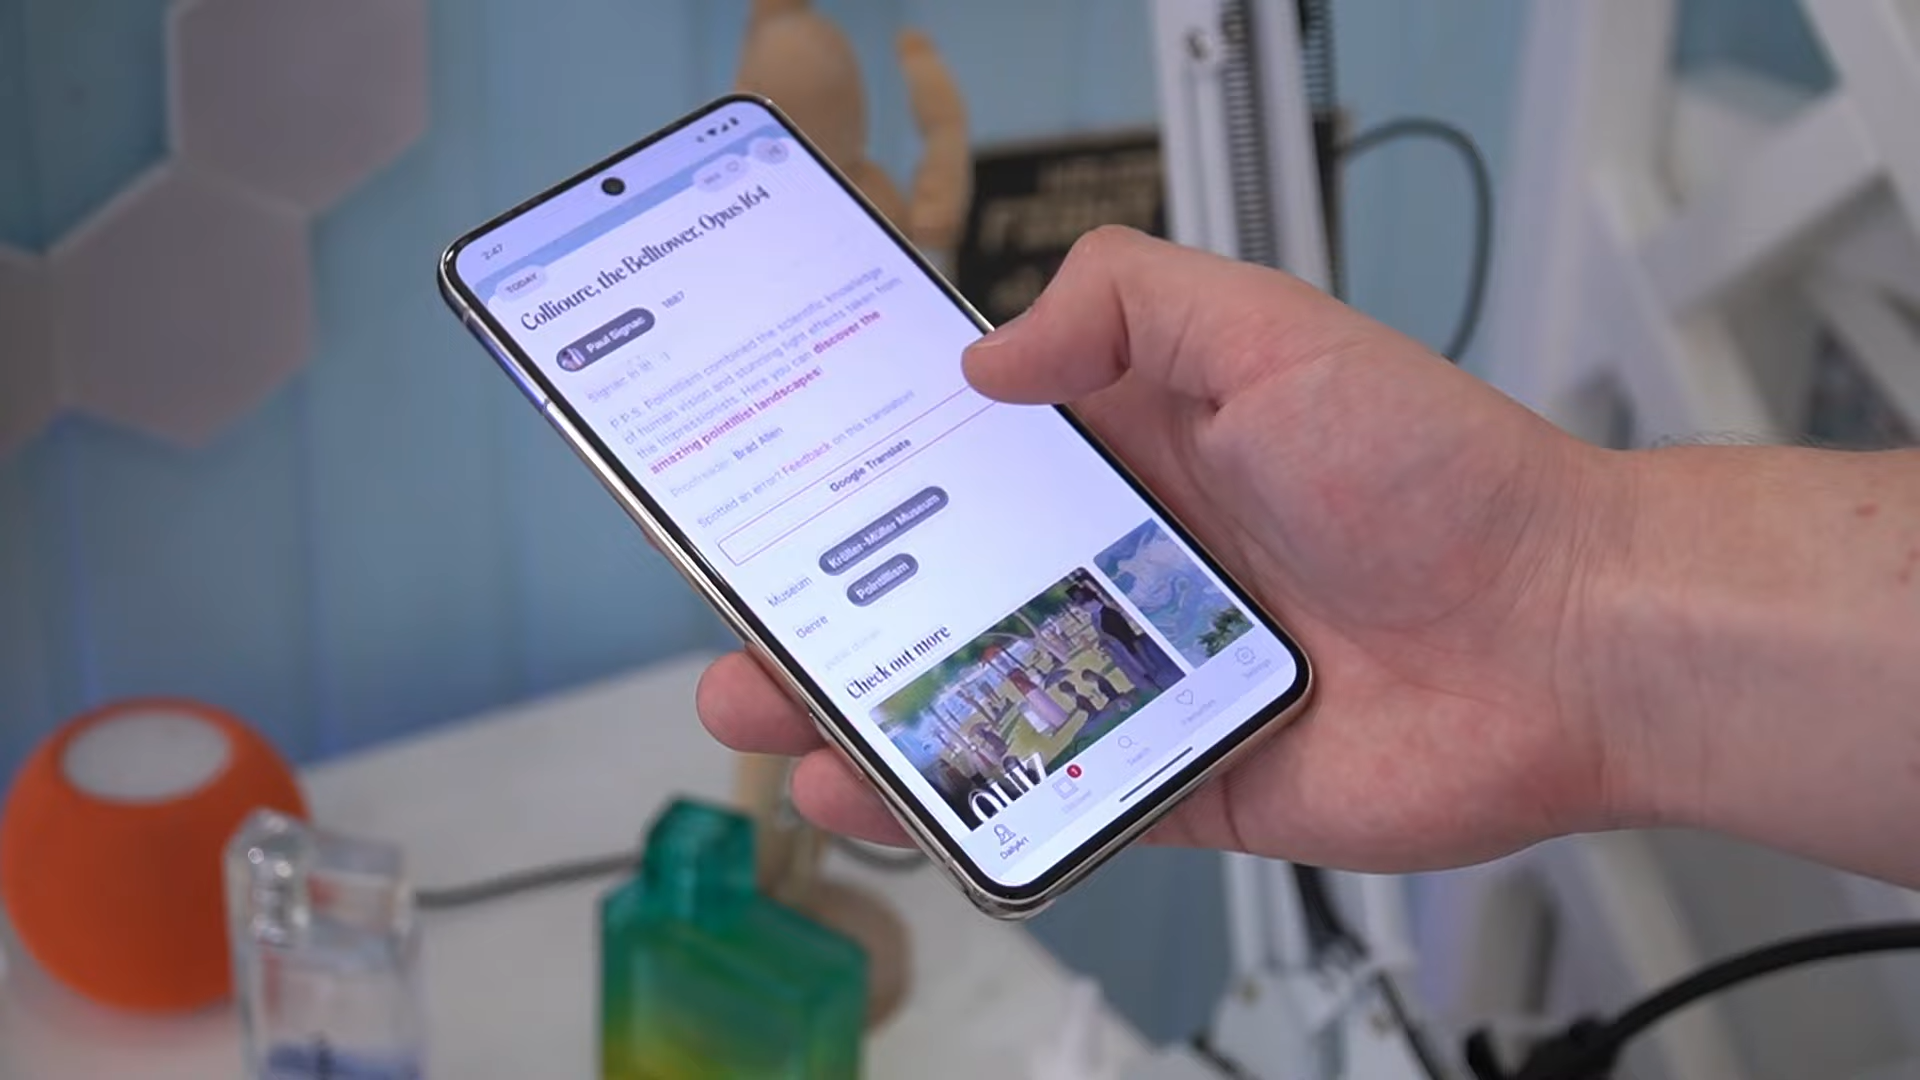 2:47
TODAY
Collioure, the Belltower, Opus 164
Paul Signac
1887
p.p.s. Pointillism combined the scientific knowledge
of human vision and stunning light effects taken from
the Impressionists. Here you can discover the
amazing pointillist landscapes!
Proofreader: Brad Allen
Spotted an error? Feedback on this translation!
Google Translate
Museum
Kröller-Müller Museum
Genre
Pointillism
Check out more
QUIZ
DailyArt
1
Search
Favourites
Settings